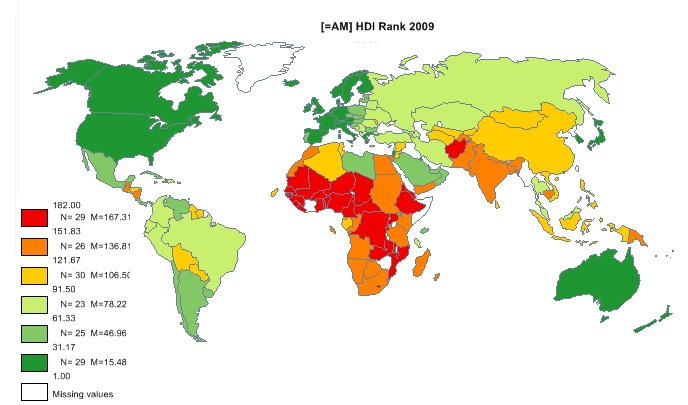 [=AM] HDI Rank 2009
182.00
N= 29 M=167.31
151.83
N= 26 M=136.81
121.67
N= 30 M=106.50
91.50
N= 23 M=78.22
61.33
N= 25 M=46.96
31.17
N= 29 M=15.48
1.00
Missing values